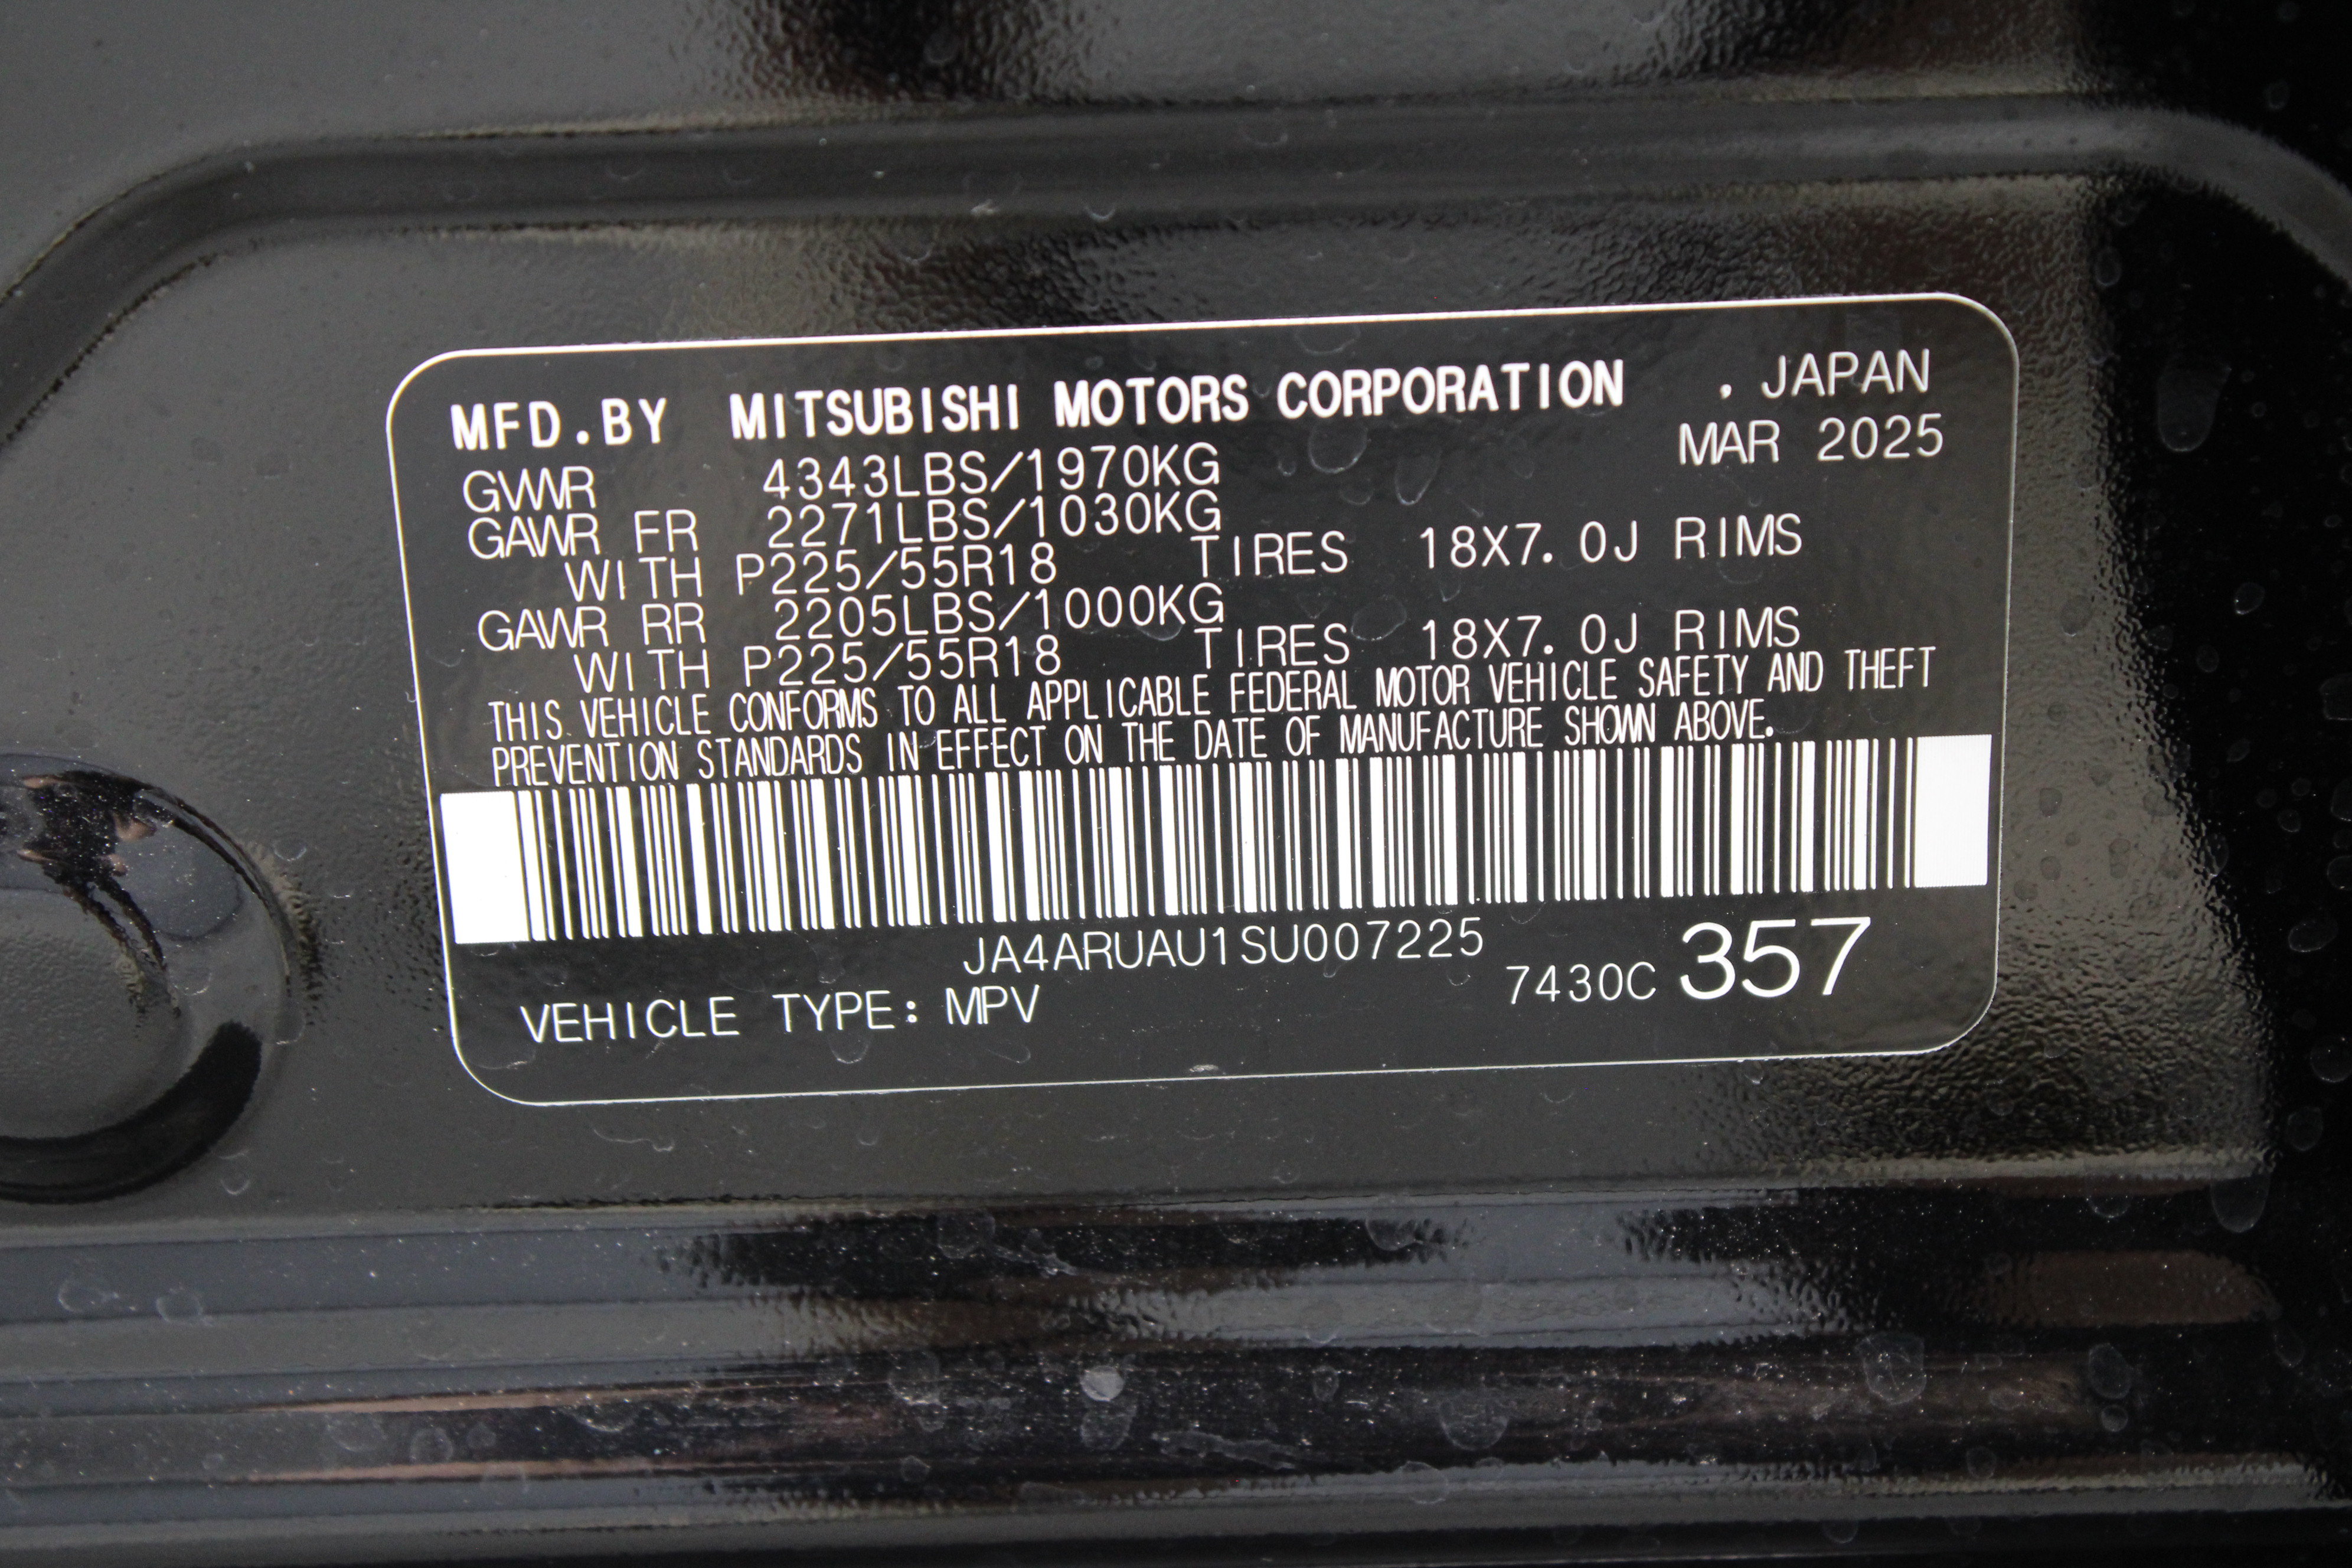 MFD.BY MITSUBISHI MOTORS CORPORATION . JAPAN
MAR 2025
GVWR 4343LBS/1970KG
GAWR FR 2271LBS/1030KG
WITH P225/55R18 TIRES 18X7.0J RIMS
GAWR RR 2205LBS/1000KG
WITH P225/55R18 TIRES 18X7.0J RIMS
THIS VEHICLE CONFORMS TO ALL APPLICABLE FEDERAL MOTOR VEHICLE SAFETY AND THEFT
PREVENTION STANDARDS IN EFFECT ON THE DATE OF MANUFACTURE SHOWN ABOVE.
JA4ARUAU1SU007225
VEHICLE TYPE: MPV 7430C 357